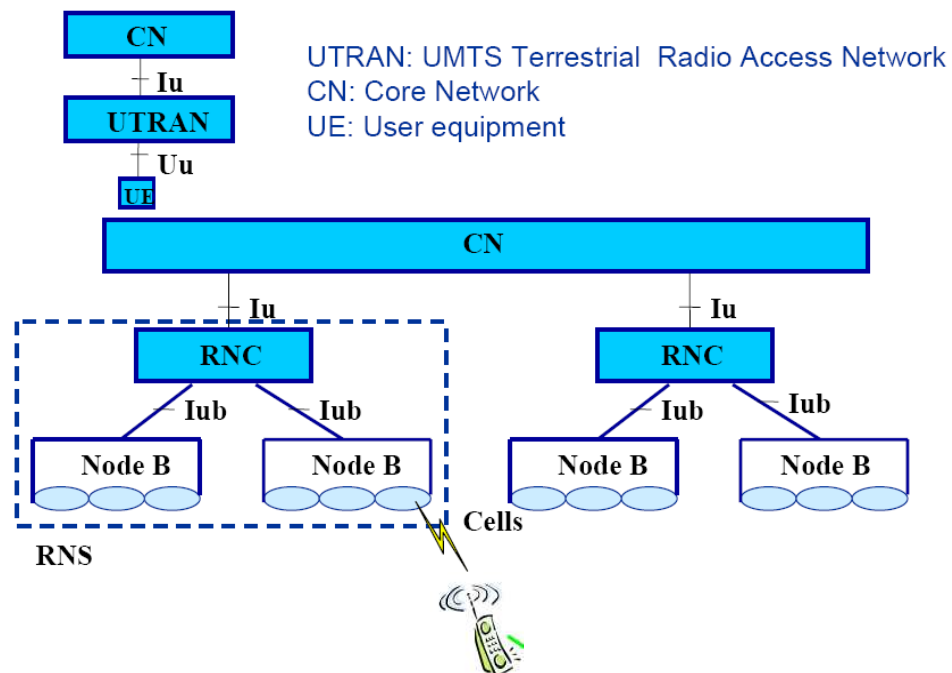 CN
Iu
UTRAN
Uu
UE
UTRAN: UMTS Terrestrial Radio Access Network
CN: Core Network
UE: User equipment
CN
Iu
Iu
RNC
RNC
Iub
Iub
Iub
Iub
Node B
Node B
Node B
Node B
Cells
RNS